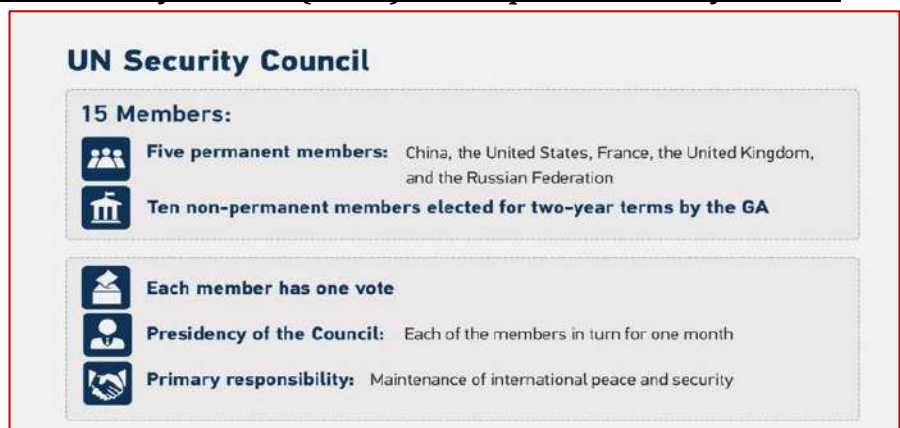 UN Security Council
15 Members:
Five permanent members: China, the United States, France, the United Kingdom,
and the Russian Federation
Ten non-permanent members elected for two-year terms by the GA
Each member has one vote
Presidency of the Council: Each of the members in turn for one month
Primary responsibility: Maintenance of international peace and security